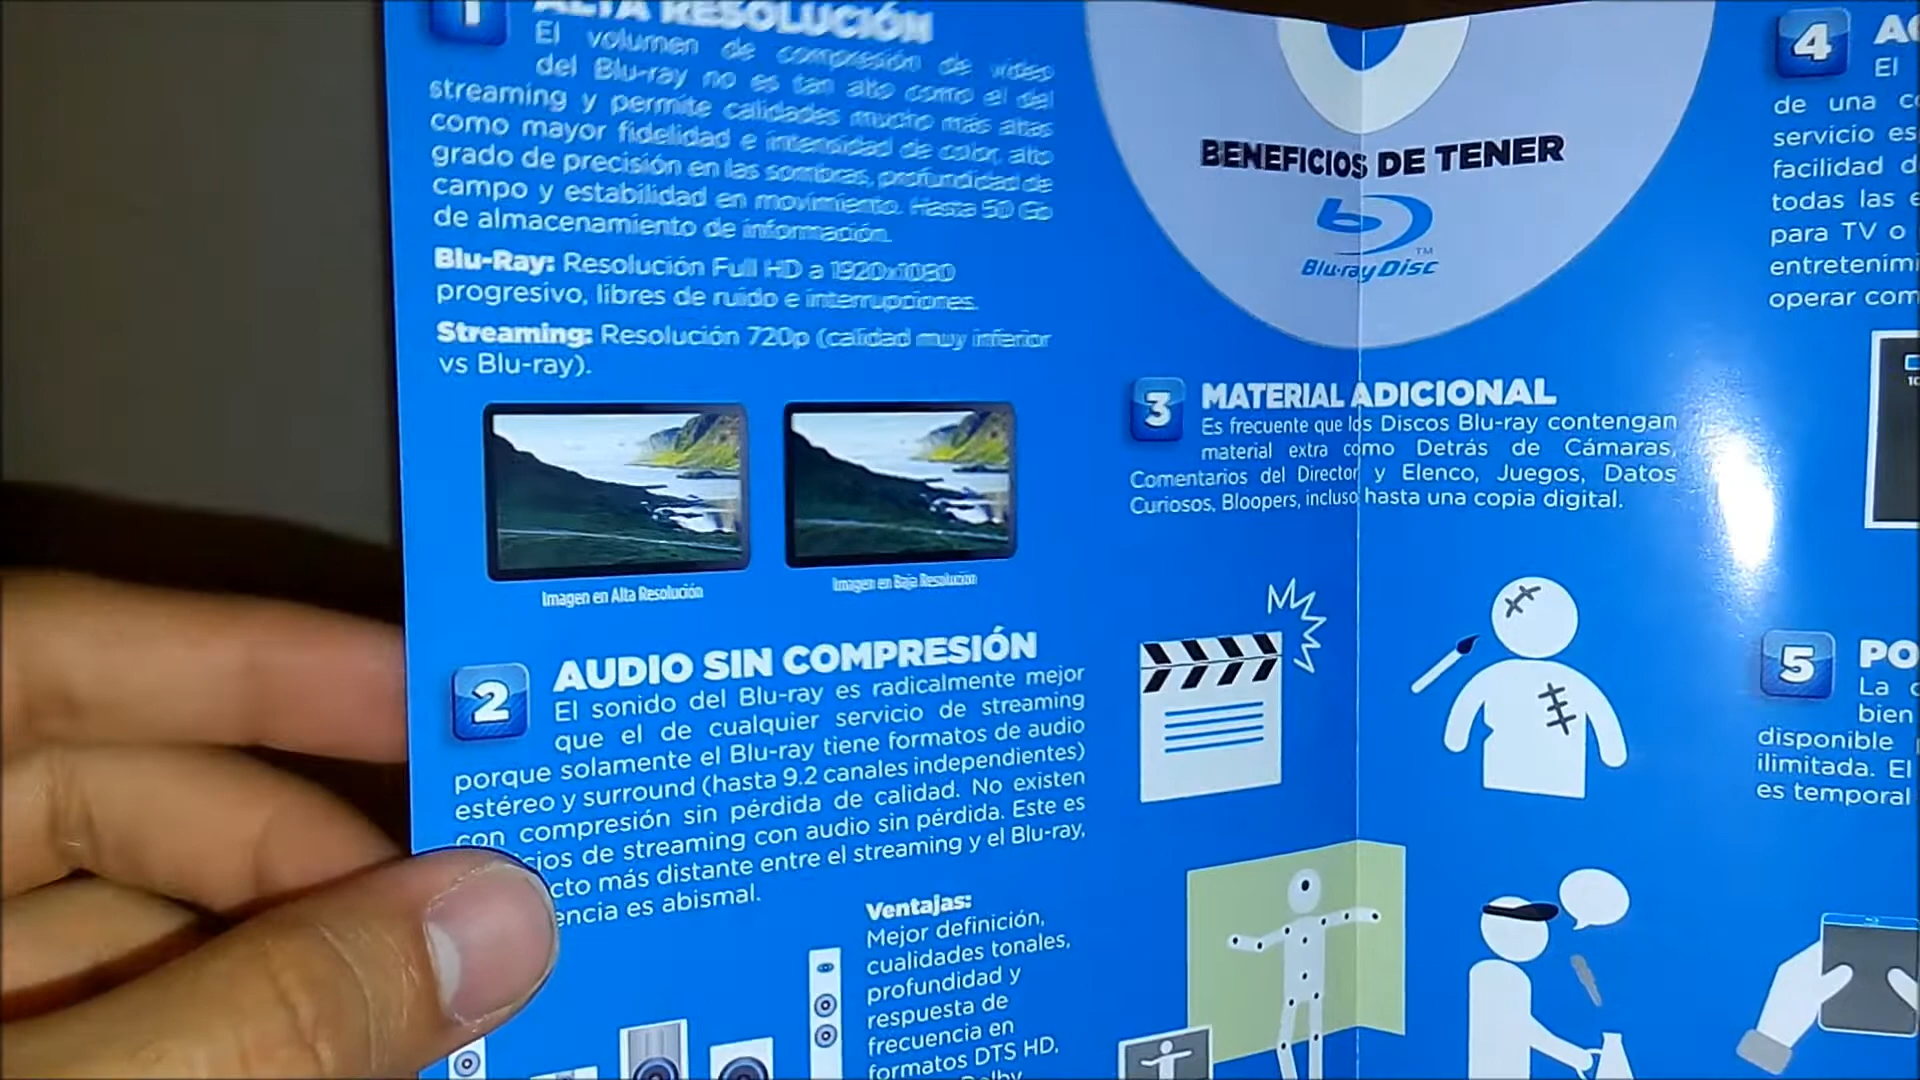 1
ALTA RESOLUCIÓN
El volumen de compresión de video
del Blu-ray no es tan alto como el del
streaming y permite calidades mucho más altas
como mayor fidelidad e intensidad de color, alto
grado de precisión en las sombras, profundidad de
campo y estabilidad en movimiento. Hasta 50 Gb
de almacenamiento de información.
Blu-Ray: Resolución Full HD a 1920x1080
progresivo, libres de ruido e interrupciones.
Streaming: Resolución 720p (calidad muy inferior
vs Blu-ray).
Imagen en Alta Resolución
Imagen en Baja Resolución
2
AUDIO SIN COMPRESIÓN
El sonido del Blu-ray es radicalmente mejor
que el de cualquier servicio de streaming
porque solamente el Blu-ray tiene formatos de audio
estéreo y surround (hasta 9.2 canales independientes)
con compresión sin pérdida de calidad. No existen
cios de streaming con audio sin pérdida. Este es
cto más distante entre el streaming y el Blu-ray,
encia es abismal.
Ventajas:
Mejor definición,
cualidades tonales,
profundidad y
respuesta de
frecuencia en
formatos DTS HD,
Dolby
BENEFICIOS DE TENER
Blu-ray Disc TM
3
MATERIAL ADICIONAL
Es frecuente que los Discos Blu-ray contengan
material extra como Detrás de Cámaras,
Comentarios del Director y Elenco, Juegos, Datos
Curiosos, Bloopers, incluso hasta una copia digital.
4
El
de una
servicio es
facilidad d
todas las e
para TV o
entretenimi
operar com
5
PO
La
bien
disponible
ilimitada. El
es temporal